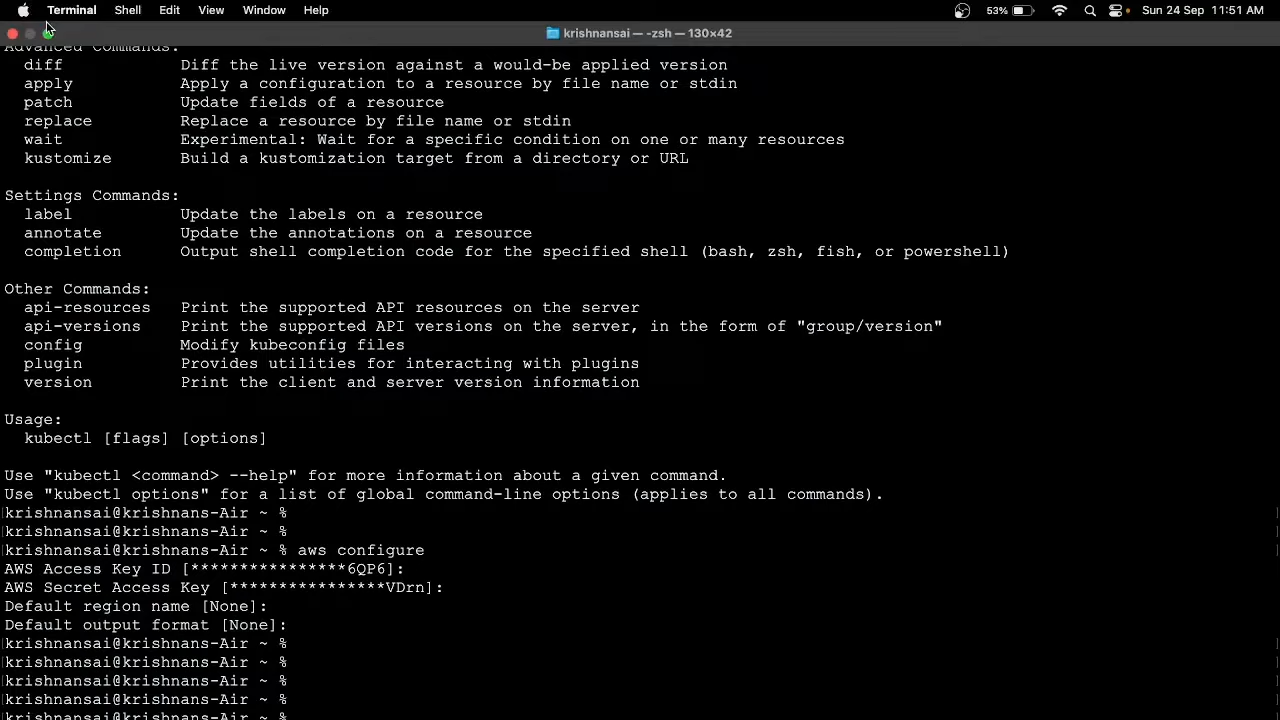 Terminal Shell Edit View Window Help 53% Sun 24 Sep 11:51 AM
krishnansai — -zsh — 130×42
Advanced Commands:
diff Diff the live version against a would-be applied version
apply Apply a configuration to a resource by file name or stdin
patch Update fields of a resource
replace Replace a resource by file name or stdin
wait Experimental: Wait for a specific condition on one or many resources
kustomize Build a kustomization target from a directory or URL
Settings Commands:
label Update the labels on a resource
annotate Update the annotations on a resource
completion Output shell completion code for the specified shell (bash, zsh, fish, or powershell)
Other Commands:
api-resources Print the supported API resources on the server
api-versions Print the supported API versions on the server, in the form of "group/version"
config Modify kubeconfig files
plugin Provides utilities for interacting with plugins
version Print the client and server version information
Usage:
kubectl [flags] [options]
Use "kubectl <command> --help" for more information about a given command.
Use "kubectl options" for a list of global command-line options (applies to all commands).
krishnansai@krishnans-Air ~ %
krishnansai@krishnans-Air ~ %
krishnansai@krishnans-Air ~ % aws configure
AWS Access Key ID [****************6QP6]:
AWS Secret Access Key [****************VDrn]:
Default region name [None]:
Default output format [None]:
krishnansai@krishnans-Air ~ %
krishnansai@krishnans-Air ~ %
krishnansai@krishnans-Air ~ %
krishnansai@krishnans-Air ~ %
krishnansai@krishnans-Air ~ %